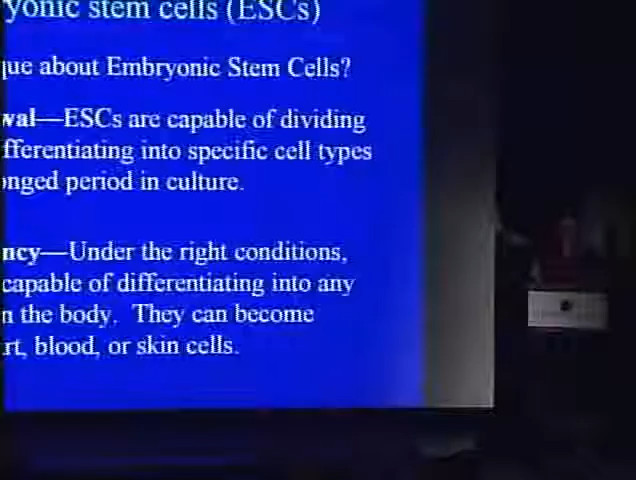 yonic stem cells (ESCs)
que about Embryonic Stem Cells?
wal—ESCs are capable of dividing
fferentiating into specific cell types
onged period in culture.
ncy—Under the right conditions,
capable of differentiating into any
n the body. They can become
rt, blood, or skin cells.